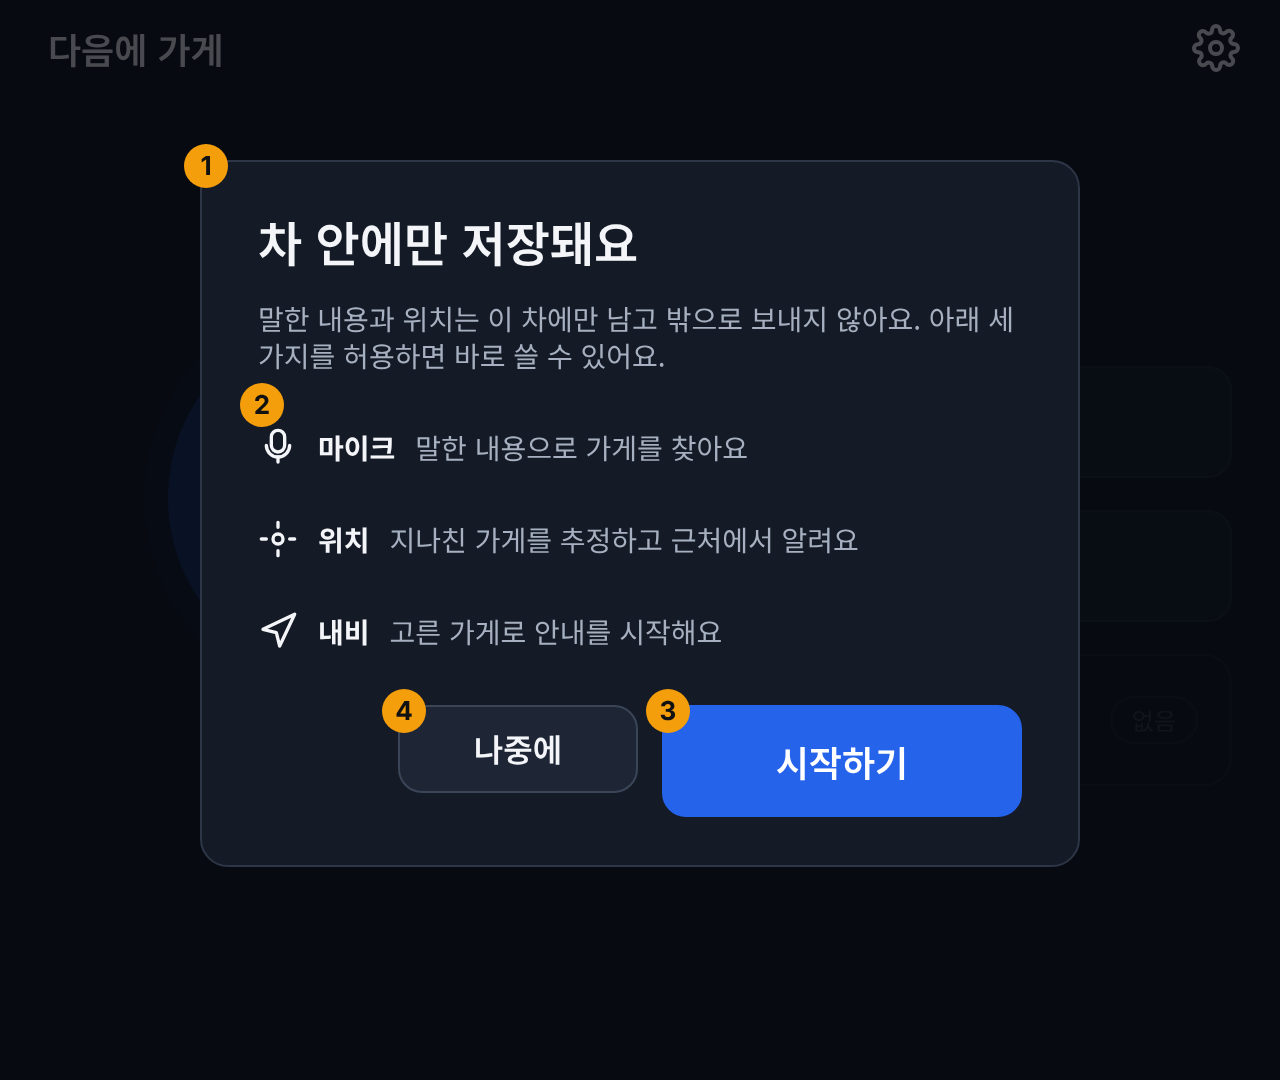 다음에 가게
1
차 안에만 저장돼요
말한 내용과 위치는 이 차에만 남고 밖으로 보내지 않아요. 아래 세
가지를 허용하면 바로 쓸 수 있어요.
2
마이크 말한 내용으로 가게를 찾아요
위치 지나친 가게를 추정하고 근처에서 알려요
내비 고른 가게로 안내를 시작해요
4
나중에
3
시작하기
없음